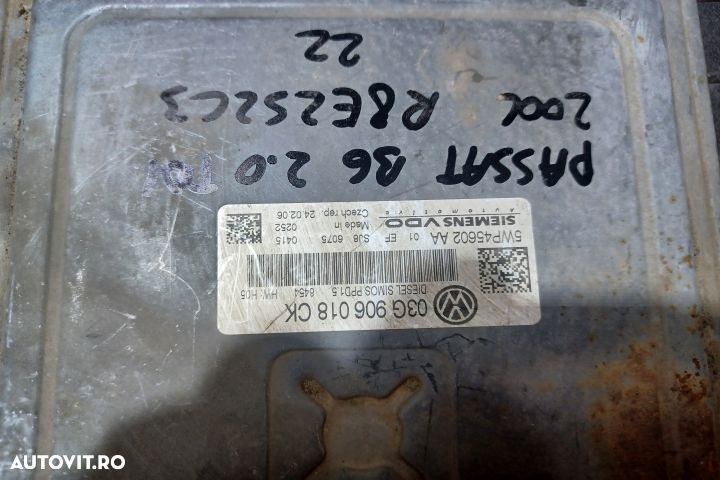 PASSAT B6 2.0 TDI
R8E252C3
22
SIEMENS VDO
Automotive
5WP45602 AA
01 EF
SJ8 6075
Made in
Czech rep. 24.02.06
0415
0252
03G 906 018 CK
DIESEL SIMOS PPD1.5
8454
HW: H05
AUTOVIT.RO